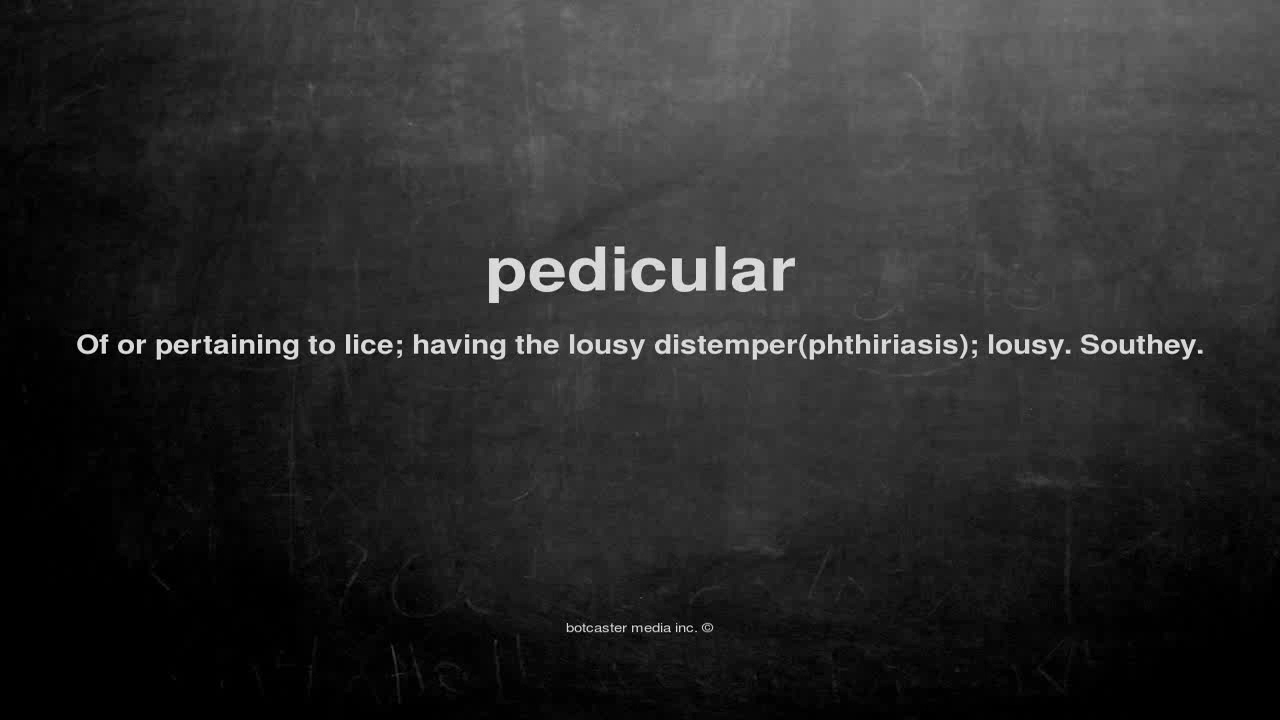 pedicular
Of or pertaining to lice; having the lousy distemper(phthiriasis); lousy. Southey.
botcaster media inc. ©